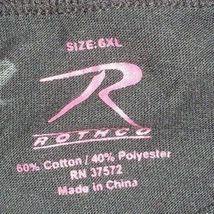 SIZE:6XL
R
ROTHCO
60% Cotton / 40% Polyester
RN 37572
Made in China